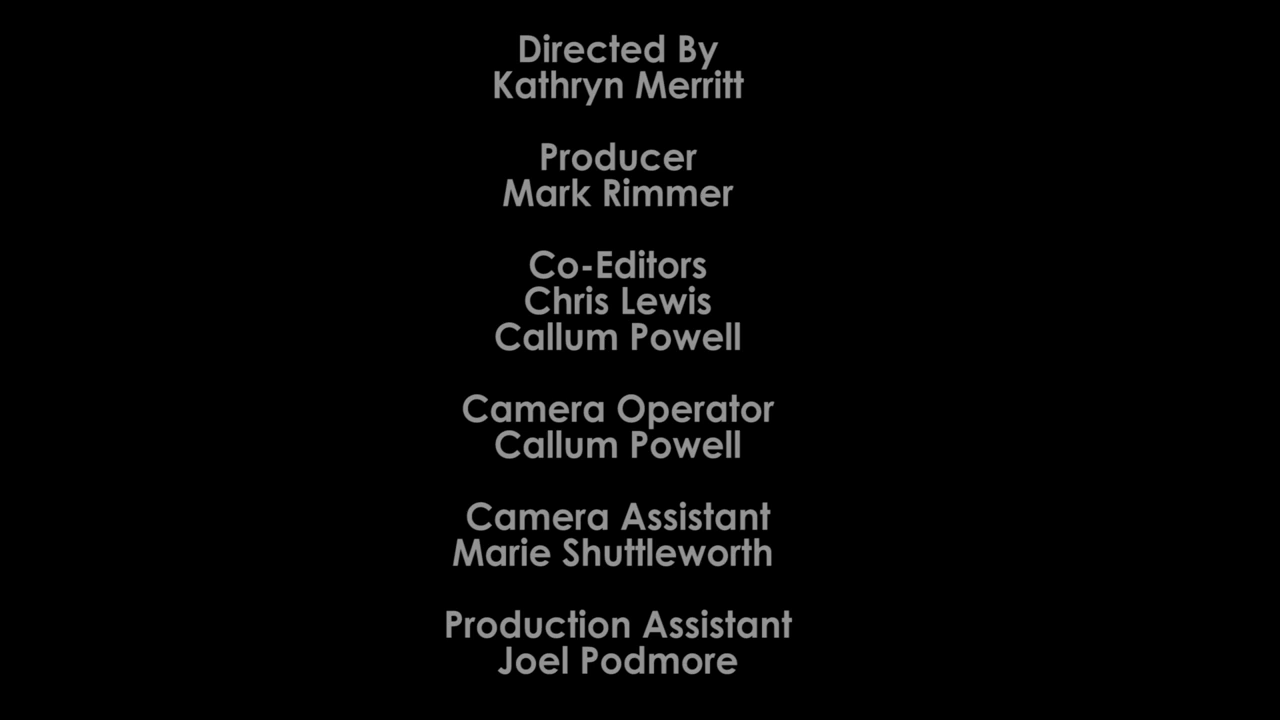 Directed By
Kathryn Merritt
Producer
Mark Rimmer
Co-Editors
Chris Lewis
Callum Powell
Camera Operator
Callum Powell
Camera Assistant
Marie Shuttleworth
Production Assistant
Joel Podmore